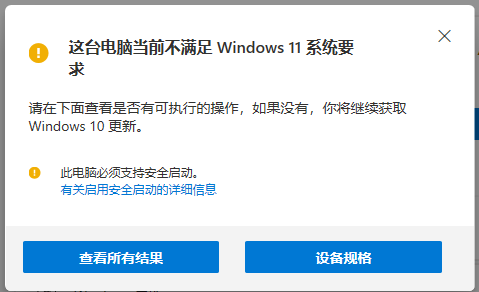 这台电脑当前不满足 Windows 11 系统要
求
请在下面查看是否有可执行的操作，如果没有，你将继续获取
Windows 10 更新。
此电脑必须支持安全启动。
有关启用安全启动的详细信息
查看所有结果
设备规格